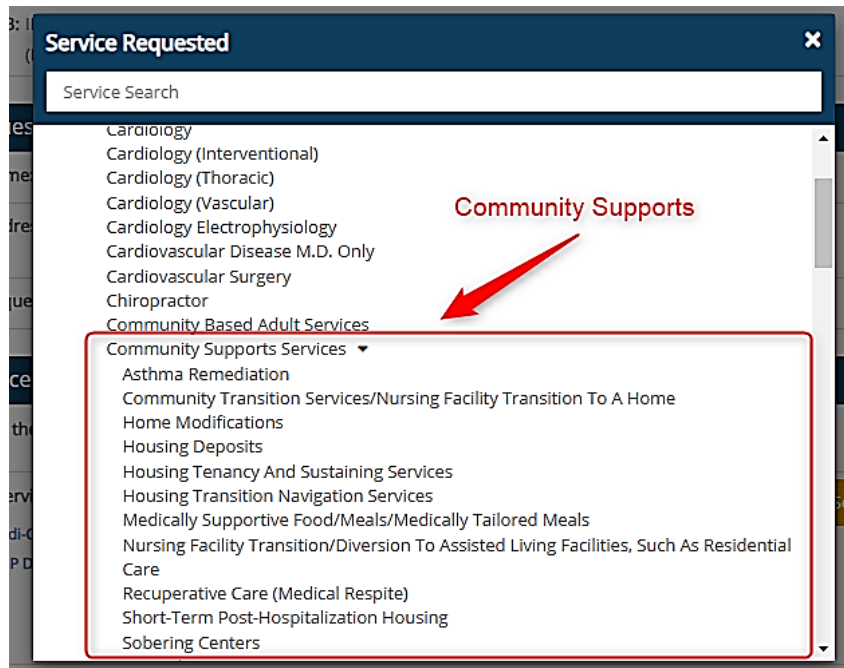 Service Requested
Service Search
Cardiology
Cardiology (Interventional)
Cardiology (Thoracic)
Cardiology (Vascular)
Community Supports
Cardiology Electrophysiology
Cardiovascular Disease M.D. Only
Cardiovascular Surgery
Chiropractor
Community Based Adult Services
Community Supports Services
Asthma Remediation
Community Transition Services/Nursing Facility Transition To A Home
Home Modifications
Housing Deposits
Housing Tenancy And Sustaining Services
Housing Transition Navigation Services
Medically Supportive Food/Meals/Medically Tailored Meals
Nursing Facility Transition/Diversion To Assisted Living Facilities, Such As Residential
Care
Recuperative Care (Medical Respite)
Short-Term Post-Hospitalization Housing
Sobering Centers